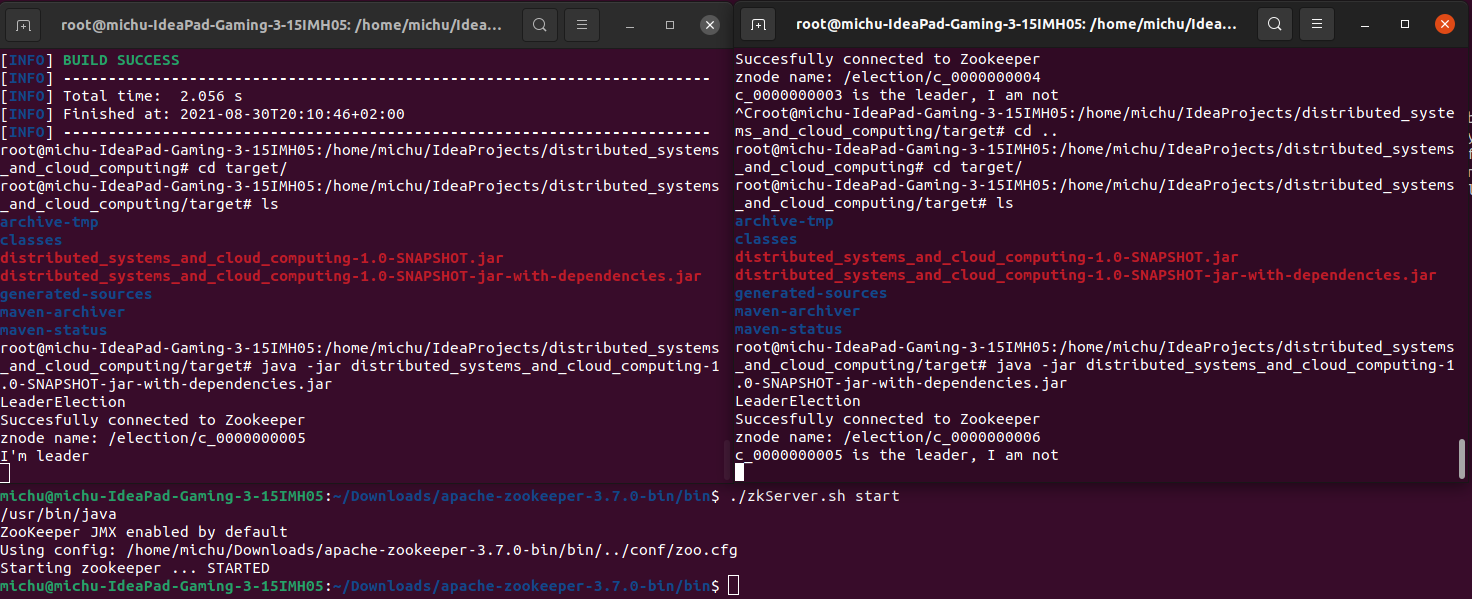 root@michu-IdeaPad-Gaming-3-15IMH05: /home/michu/Idea...
[INFO] BUILD SUCCESS
[INFO] ------------------------------------------------------------------------
[INFO] Total time:  2.056 s
[INFO] Finished at: 2021-08-30T20:10:46+02:00
[INFO] ------------------------------------------------------------------------
root@michu-IdeaPad-Gaming-3-15IMH05:/home/michu/IdeaProjects/distributed_systems
_and_cloud_computing# cd target/
root@michu-IdeaPad-Gaming-3-15IMH05:/home/michu/IdeaProjects/distributed_systems
_and_cloud_computing/target# ls
archive-tmp
classes
distributed_systems_and_cloud_computing-1.0-SNAPSHOT.jar
distributed_systems_and_cloud_computing-1.0-SNAPSHOT-jar-with-dependencies.jar
generated-sources
maven-archiver
maven-status
root@michu-IdeaPad-Gaming-3-15IMH05:/home/michu/IdeaProjects/distributed_systems
_and_cloud_computing/target# java -jar distributed_systems_and_cloud_computing-1
.0-SNAPSHOT-jar-with-dependencies.jar
LeaderElection
Succesfully connected to Zookeeper
znode name: /election/c_0000000005
I'm leader
root@michu-IdeaPad-Gaming-3-15IMH05: /home/michu/Idea...
Succesfully connected to Zookeeper
znode name: /election/c_0000000004
c_0000000003 is the leader, I am not
^Croot@michu-IdeaPad-Gaming-3-15IMH05:/home/michu/IdeaProjects/distributed_syste
ms_and_cloud_computing/target# cd ..
root@michu-IdeaPad-Gaming-3-15IMH05:/home/michu/IdeaProjects/distributed_systems
_and_cloud_computing# cd target/
root@michu-IdeaPad-Gaming-3-15IMH05:/home/michu/IdeaProjects/distributed_systems
_and_cloud_computing/target# ls
archive-tmp
classes
distributed_systems_and_cloud_computing-1.0-SNAPSHOT.jar
distributed_systems_and_cloud_computing-1.0-SNAPSHOT-jar-with-dependencies.jar
generated-sources
maven-archiver
maven-status
root@michu-IdeaPad-Gaming-3-15IMH05:/home/michu/IdeaProjects/distributed_systems
_and_cloud_computing/target# java -jar distributed_systems_and_cloud_computing-1
.0-SNAPSHOT-jar-with-dependencies.jar
LeaderElection
Succesfully connected to Zookeeper
znode name: /election/c_0000000006
c_0000000005 is the leader, I am not
michu@michu-IdeaPad-Gaming-3-15IMH05:~/Downloads/apache-zookeeper-3.7.0-bin/bin$ ./zkServer.sh start
/usr/bin/java
ZooKeeper JMX enabled by default
Using config: /home/michu/Downloads/apache-zookeeper-3.7.0-bin/bin/../conf/zoo.cfg
Starting zookeeper ... STARTED
michu@michu-IdeaPad-Gaming-3-15IMH05:~/Downloads/apache-zookeeper-3.7.0-bin/bin$